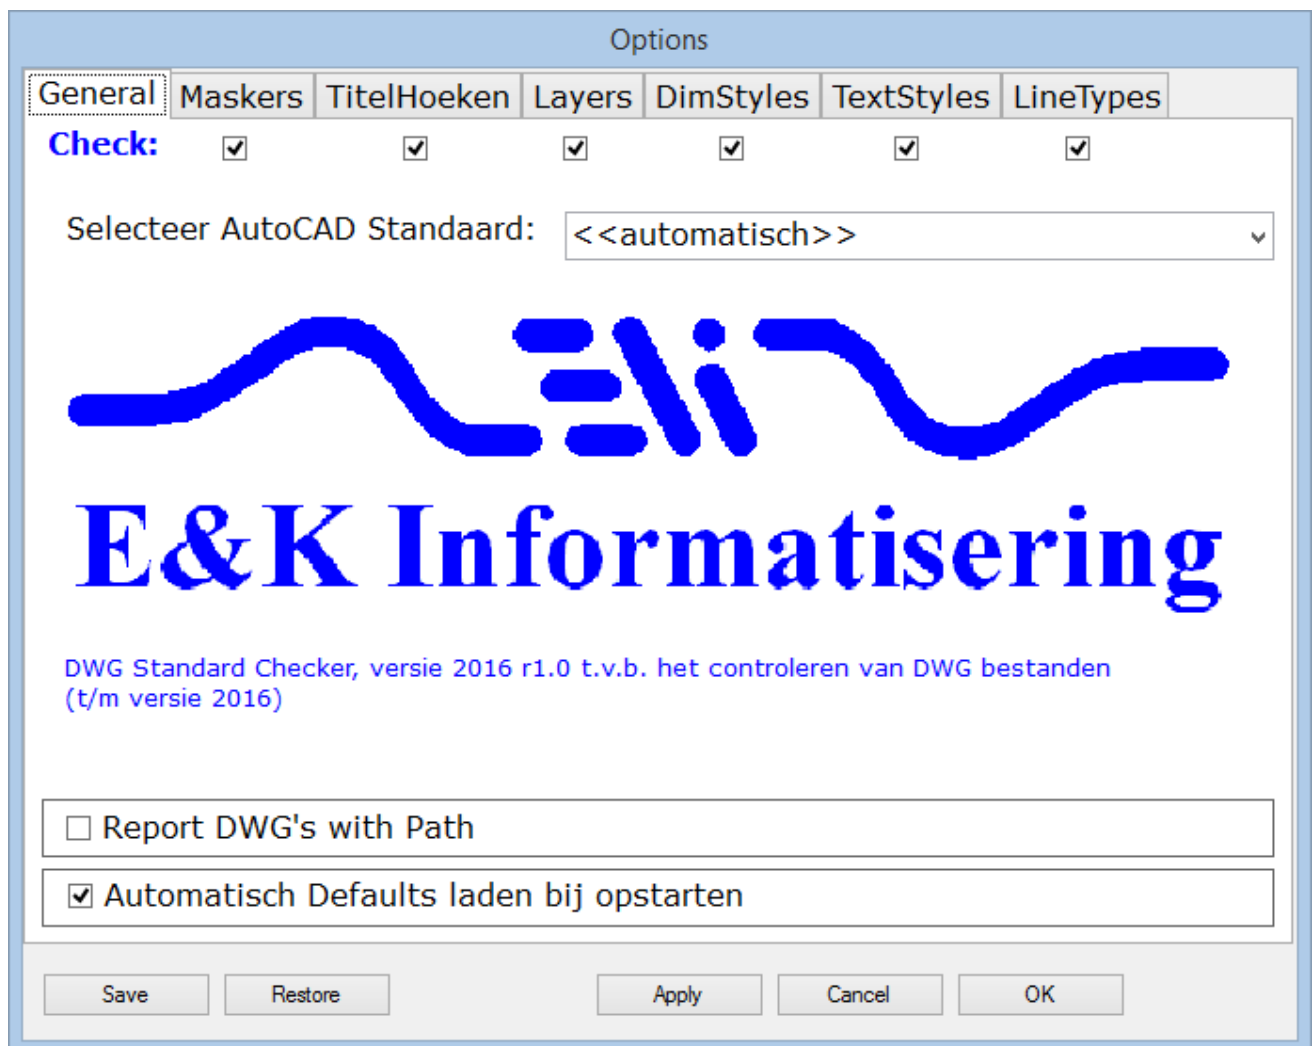 Options
General Maskers TitelHoeken Layers DimStyles TextStyles LineTypes
Check:
Selecteer AutoCAD Standaard: <<automatisch>>
E&K Informatisering
DWG Standard Checker, versie 2016 r1.0 t.v.b. het controleren van DWG bestanden
(t/m versie 2016)
Report DWG's with Path
Automatisch Defaults laden bij opstarten
Save Restore Apply Cancel OK